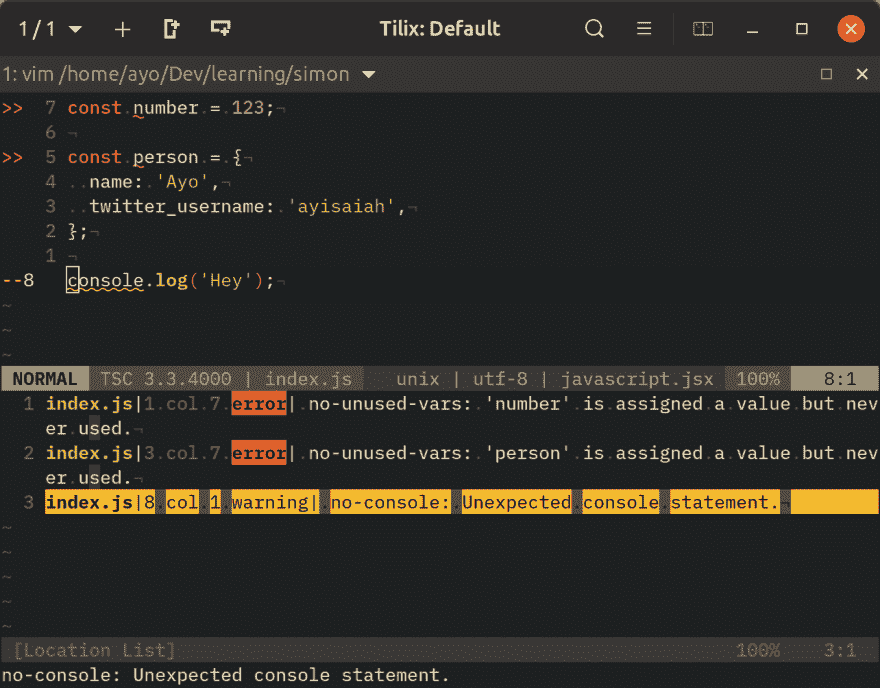 1 / 1 Tilix: Default
1: vim /home/ayo/Dev/learning/simon
>> 7 const number = 123;¬
6 ¬
>> 5 const person = {¬
4 ..name: 'Ayo',¬
3 ..twitter_username: 'ayisaiah',¬
2 };¬
1 ¬
--8 console.log('Hey');¬
~
~
~
NORMAL TSC 3.3.4000 | index.js unix | utf-8 | javascript.jsx 100% 8:1
1 index.js|1.col.7.error|.no-unused-vars:.'number'.is.assigned.a.value.but.nev
er.used.¬
2 index.js|3.col.7.error|.no-unused-vars:.'person'.is.assigned.a.value.but.nev
er.used.¬
3 index.js|8.col.1.warning|.no-console:.Unexpected.console.statement.¬
~
~
~
~
~
[Location List] 100% 3:1
no-console: Unexpected console statement.